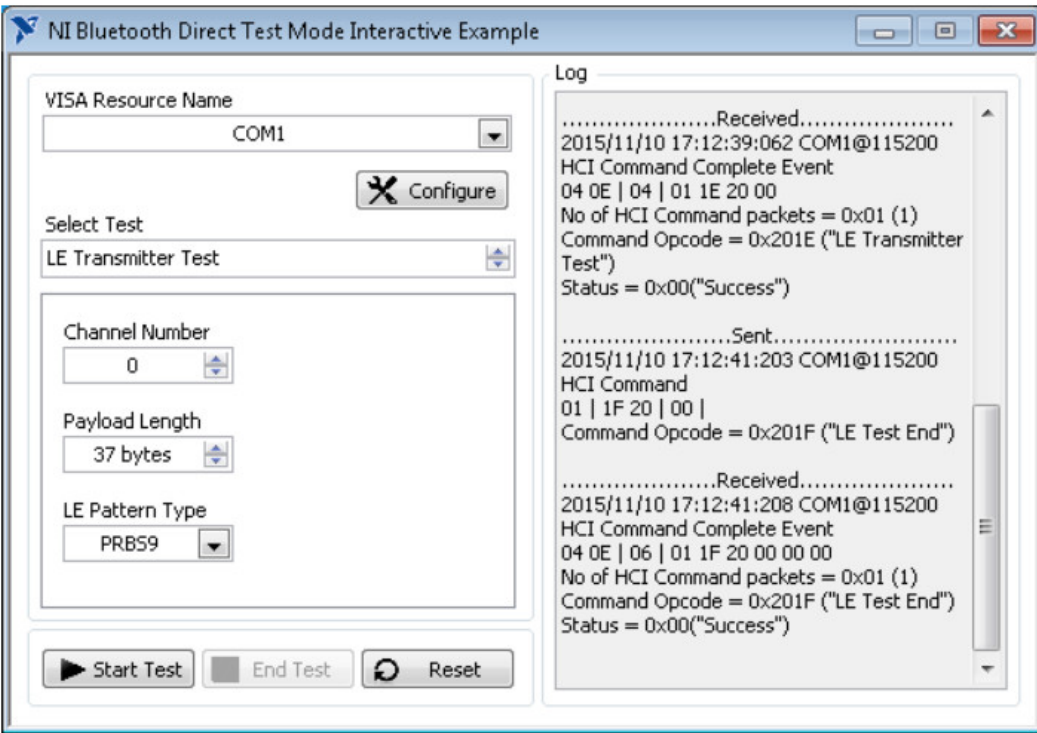 NI Bluetooth Direct Test Mode Interactive Example
VISA Resource Name
COM1
Configure
Select Test
LE Transmitter Test
Channel Number
0
Payload Length
37 bytes
LE Pattern Type
PRBS9
Start Test
End Test
Reset
Log
......................Received......................
2015/11/10 17:12:39:062 COM1@115200
HCI Command Complete Event
04 0E | 04 | 01 1E 20 00
No of HCI Command packets = 0x01 (1)
Command Opcode = 0x201E ("LE Transmitter
Test")
Status = 0x00("Success")
........................Sent..........................
2015/11/10 17:12:41:203 COM1@115200
HCI Command
01 | 1F 20 | 00 |
Command Opcode = 0x201F ("LE Test End")
......................Received......................
2015/11/10 17:12:41:208 COM1@115200
HCI Command Complete Event
04 0E | 06 | 01 1F 20 00 00 00
No of HCI Command packets = 0x01 (1)
Command Opcode = 0x201F ("LE Test End")
Status = 0x00("Success")